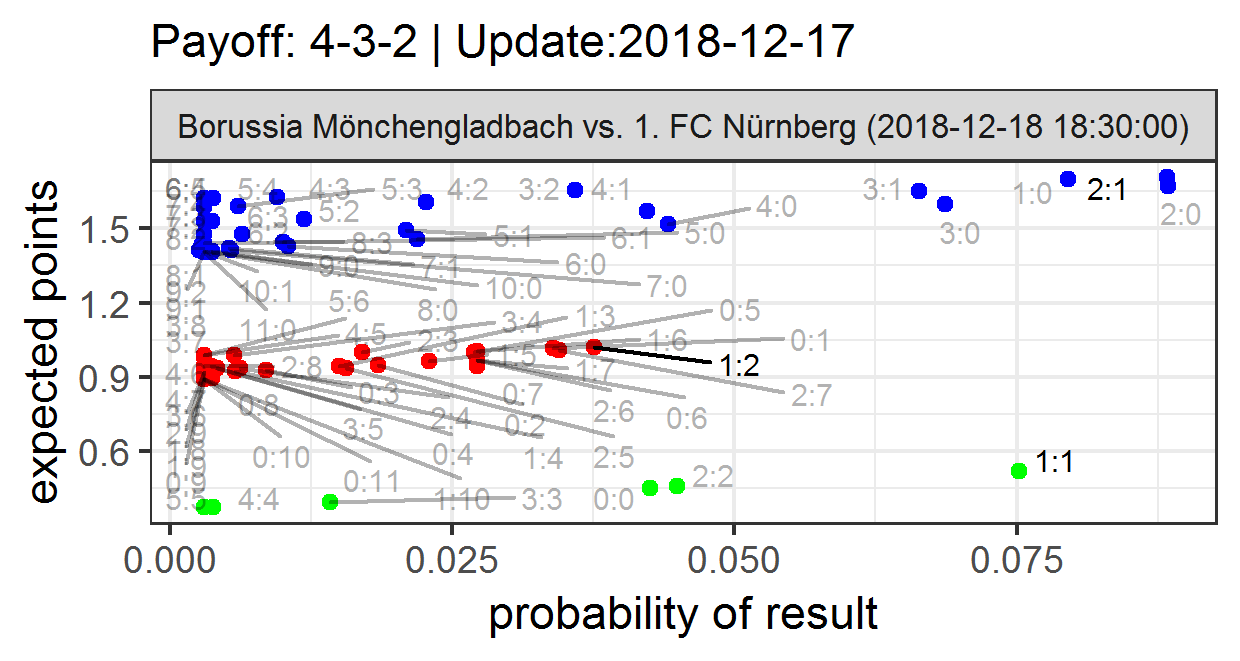 Payoff: 4-3-2 | Update:2018-12-17
Borussia Mönchengladbach vs. 1. FC Nürnberg (2018-12-18 18:30:00)
expected points
1.5
1.2
0.9
0.6
5:4 4:3 5:3 4:2 3:2 4:1 3:1 1:0 2:1
6:3 5:2 4:0 2:0
8:3 5:1 6:1 5:0 3:0
9:0 7:1 6:0
9:2 10:1 10:0 7:0
9:1 5:6 8:0 0:5
3:8 11:0 3:4 1:3
4:5 2:3 1:6 0:1
2:8 1:5 1:7 1:2
0:3 0:7 2:7
0:8 2:4 2:6 0:6
3:5 0:2
0:10 0:4 1:4 2:5
0:11 2:2 1:1
5:5 4:4 1:10 3:3 0:0
0.000
0.025
0.050
0.075
probability of result